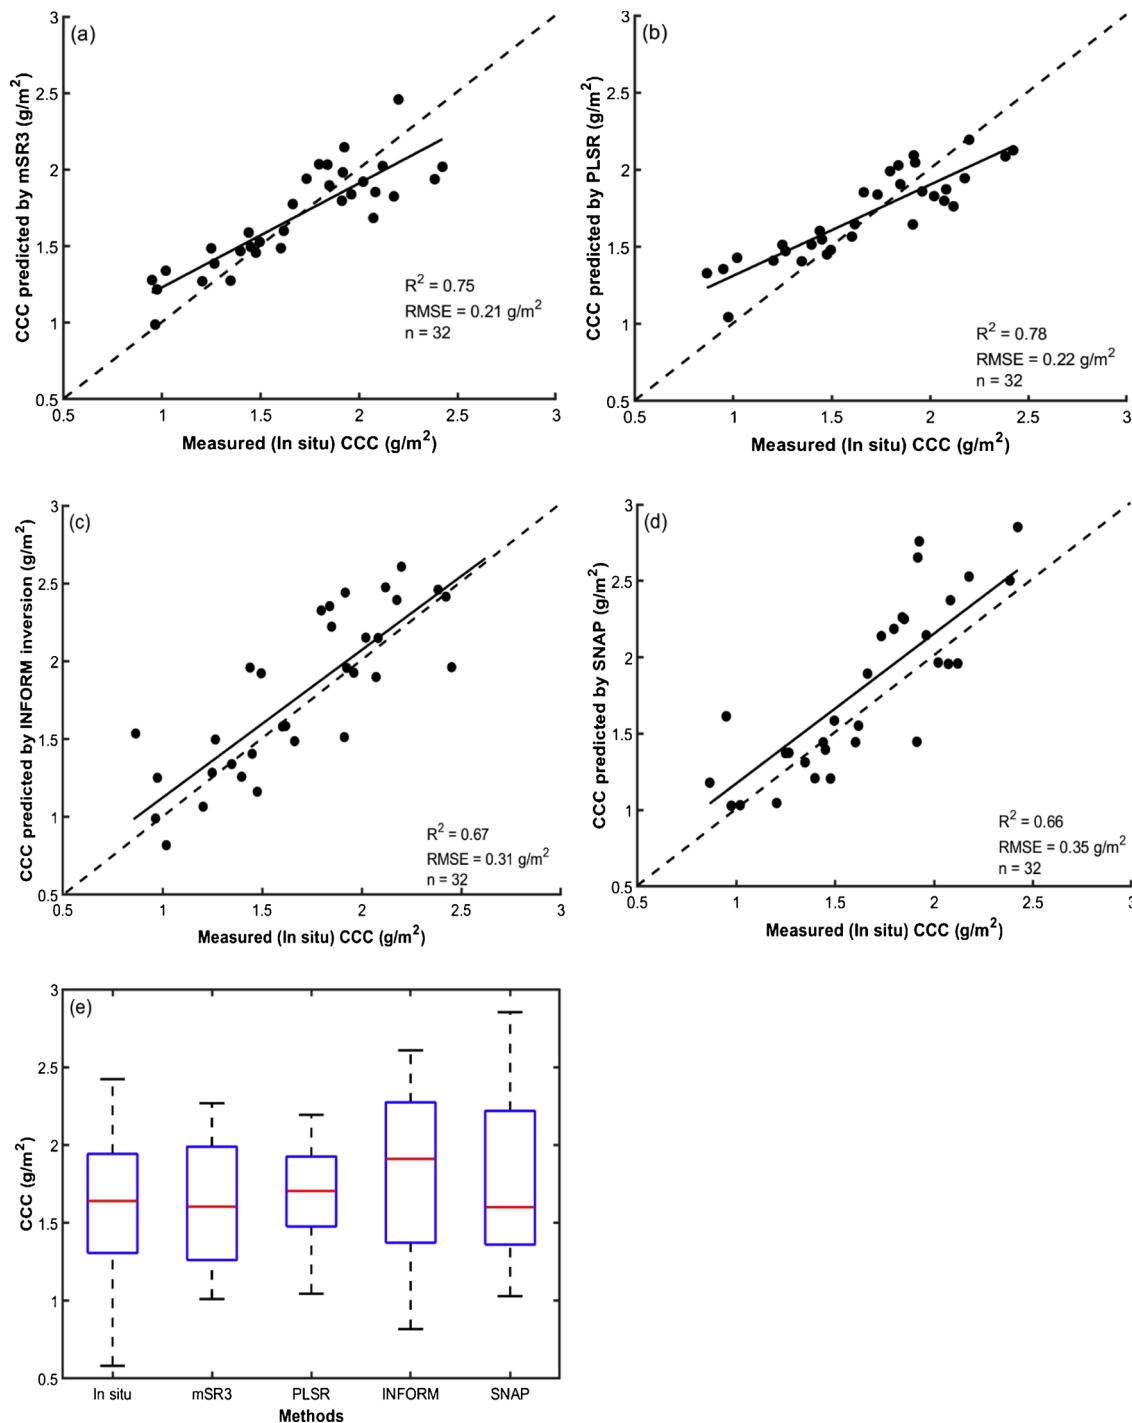 (a)
CCC predicted by mSR3 (g/m²)
3
2.5
2
1.5
1
0.5
R² = 0.75
RMSE = 0.21 g/m²
n = 32
0.5 1 1.5 2 2.5 3
Measured (In situ) CCC (g/m²)
(b)
CCC predicted by PLSR (g/m²)
3
2.5
2
1.5
1
0.5
R² = 0.78
RMSE = 0.22 g/m²
n = 32
0.5 1 1.5 2 2.5 3
Measured (In situ) CCC (g/m²)
(c)
CCC predicted by INFORM inversion (g/m²)
3
2.5
2
1.5
1
0.5
R² = 0.67
RMSE = 0.31 g/m²
n = 32
0.5 1 1.5 2 2.5 3
Measured (In situ) CCC (g/m²)
(d)
CCC predicted by SNAP (g/m²)
3
2.5
2
1.5
1
0.5
R² = 0.66
RMSE = 0.35 g/m²
n = 32
0.5 1 1.5 2 2.5 3
Measured (In situ) CCC (g/m²)
(e)
CCC (g/m²)
3
2.5
2
1.5
1
0.5
In situ mSR3 PLSR INFORM SNAP
Methods